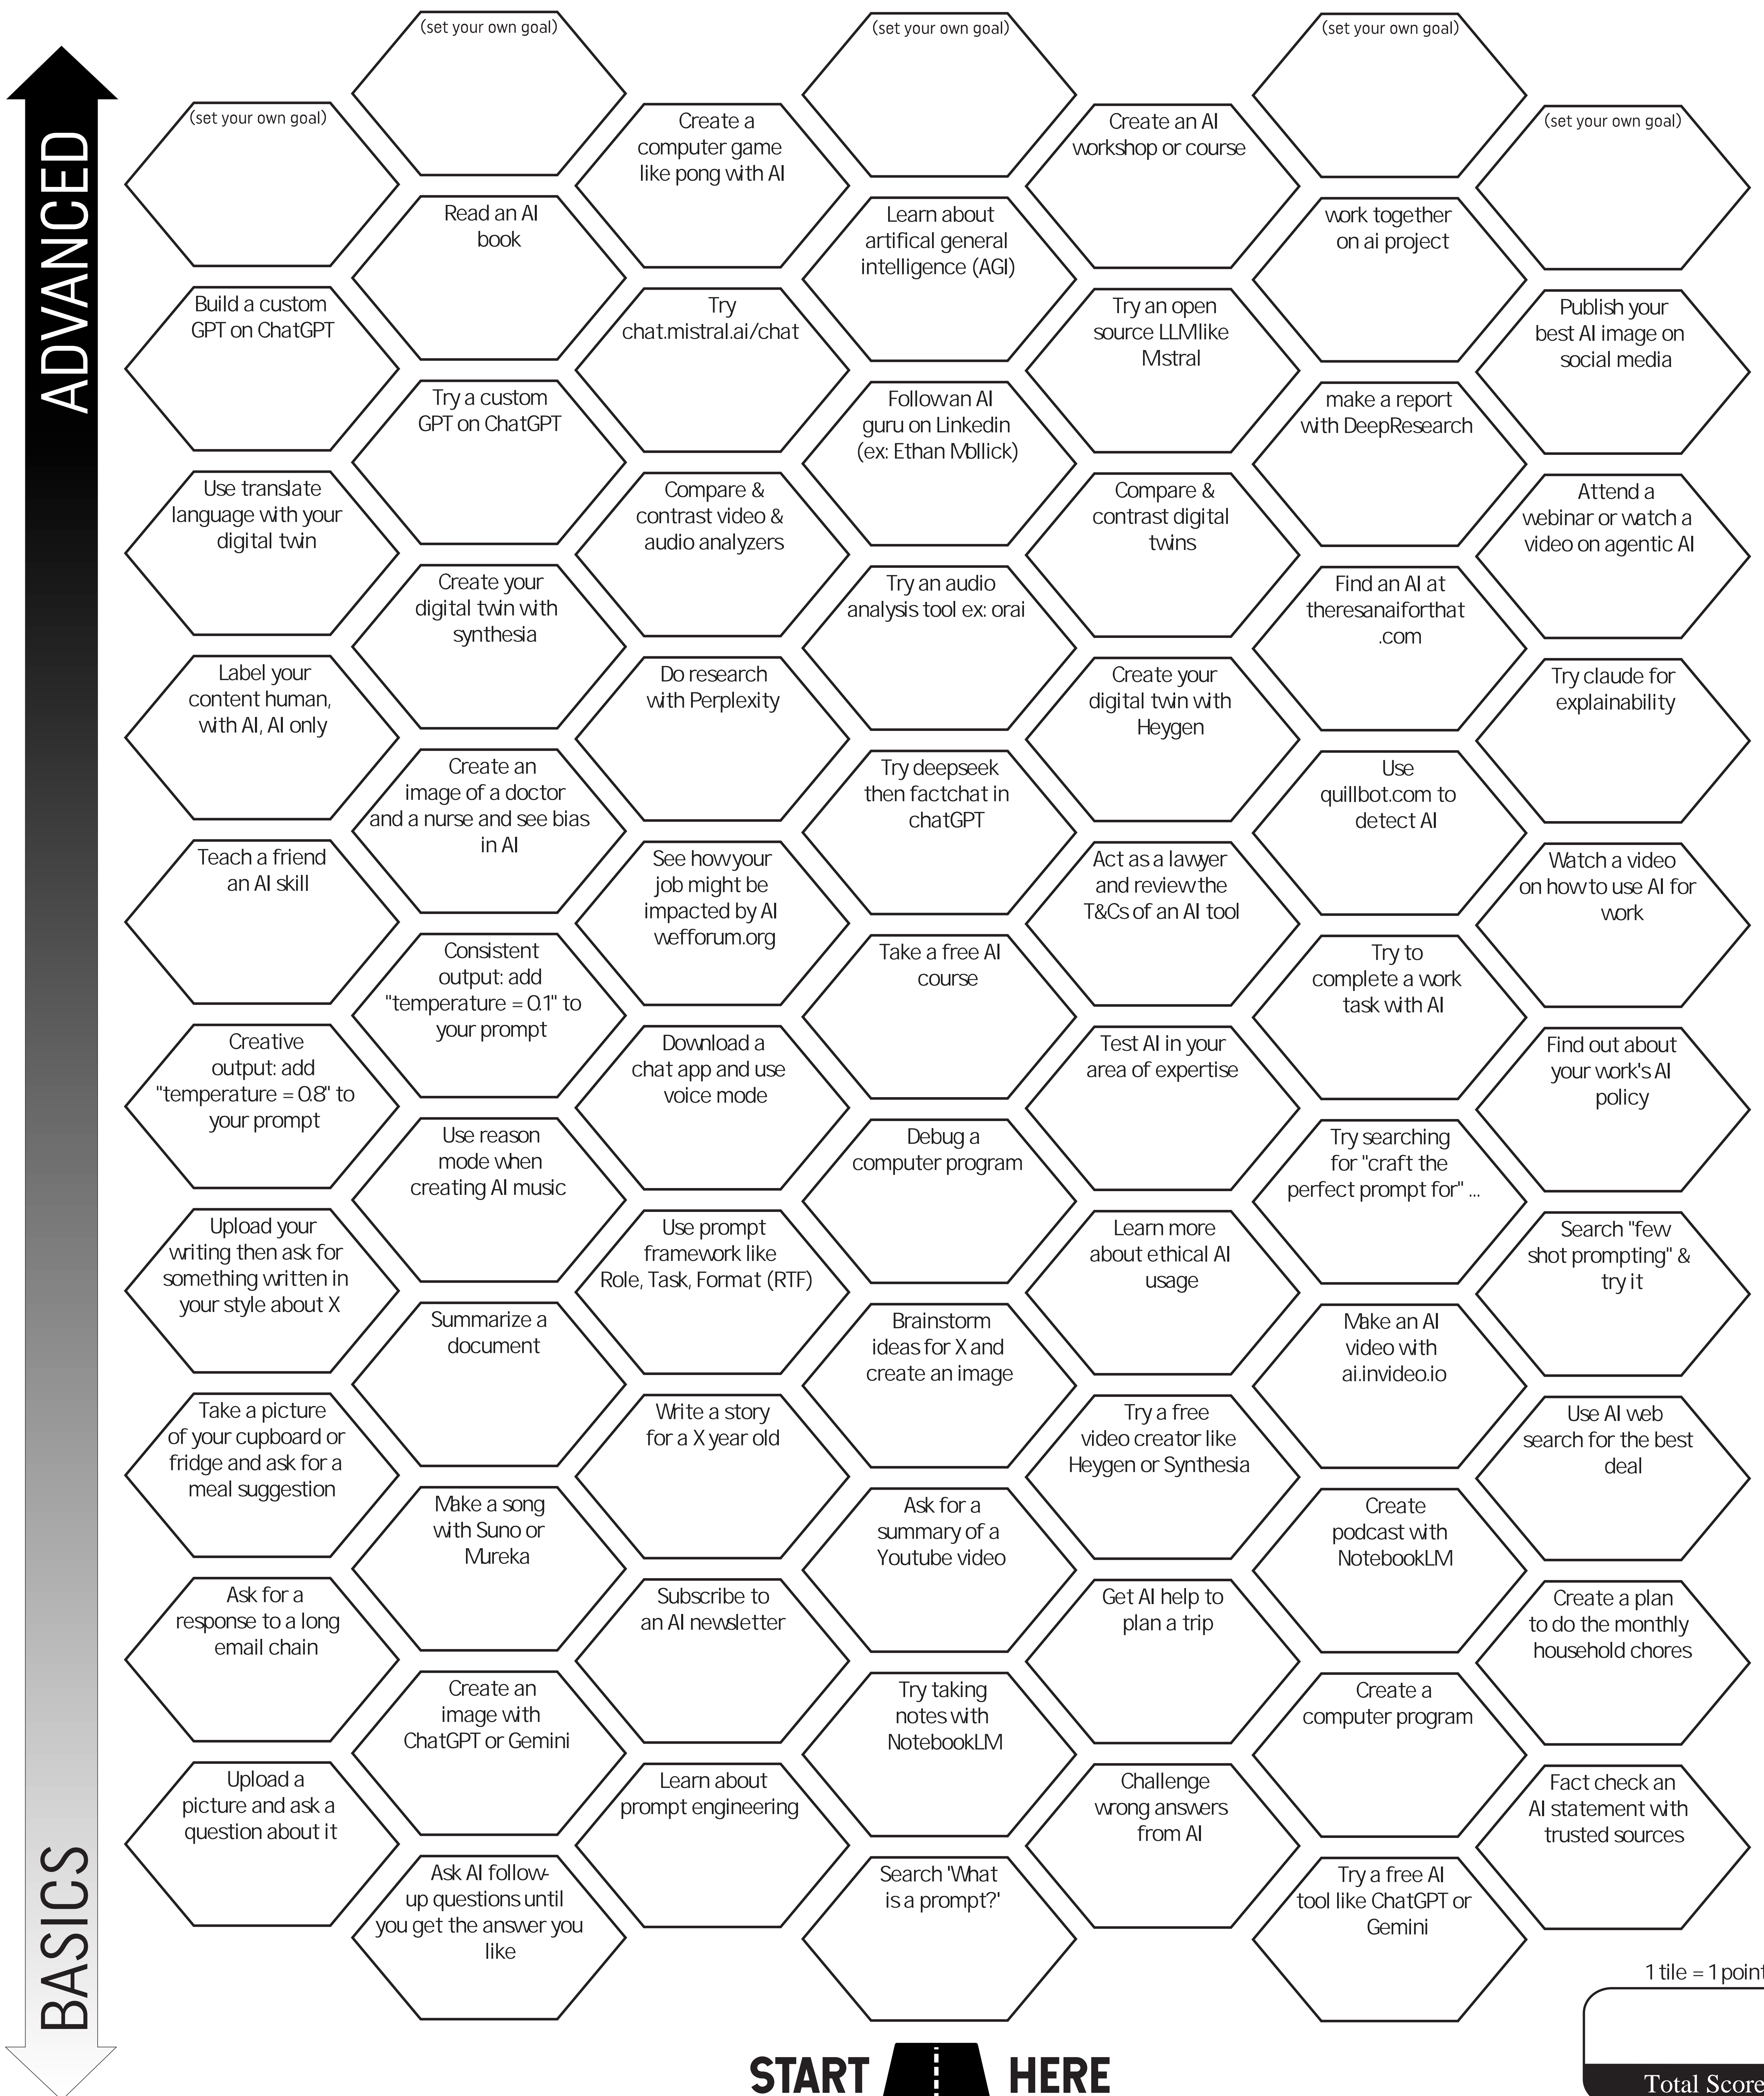 (set your own goal)
(set your own goal)
(set your own goal)
(set your own goal)
Create a
computer game
like pong with AI
Create an AI
workshop or course
(set your own goal)
ADVANCED
Read an AI
book
Learn about
artifical general
intelligence (AGI)
work together
on ai project
Build a custom
GPT on ChatGPT
Try
chat.mistral.ai/chat
Try an open
source LLM like
Mistral
Publish your
best AI image on
social media
Try a custom
GPT on ChatGPT
Follow an AI
guru on Linkedin
(ex: Ethan Mollick)
make a report
with DeepResearch
Use translate
language with your
digital twin
Compare &
contrast video &
audio analyzers
Compare &
contrast digital
twins
Attend a
webinar or watch a
video on agentic AI
Create your
digital twin with
synthesia
Try an audio
analysis tool ex: orai
Find an AI at
theresanaiforthat
.com
Label your
content human,
with AI, AI only
Do research
with Perplexity
Create your
digital twin with
Heygen
Try claude for
explainability
Create an
image of a doctor
and a nurse and see bias
in AI
Try deepseek
then factchat in
chatGPT
Use
quillbot.com to
detect AI
Teach a friend
an AI skill
See how your
job might be
impacted by AI
wefforum.org
Act as a lawyer
and review the
T&Cs of an AI tool
Watch a video
on how to use AI for
work
Consistent
output: add
"temperature = 0.1" to
your prompt
Take a free AI
course
Try to
complete a work
task with AI
Creative
output: add
"temperature = 0.8" to
your prompt
Download a
chat app and use
voice mode
Test AI in your
area of expertise
Find out about
your work's AI
policy
Use reason
mode when
creating AI music
Debug a
computer program
Try searching
for "craft the
perfect prompt for" ...
Upload your
writing then ask for
something written in
your style about X
Use prompt
framework like
Role, Task, Format (RTF)
Learn more
about ethical AI
usage
Search "few
shot prompting" &
try it
Summarize a
document
Brainstorm
ideas for X and
create an image
Make an AI
video with
ai.invideo.io
Take a picture
of your cupboard or
fridge and ask for a
meal suggestion
Write a story
for a X year old
Try a free
video creator like
Heygen or Synthesia
Use AI web
search for the best
deal
Make a song
with Suno or
Mureka
Ask for a
summary of a
Youtube video
Create
podcast with
NotebookLM
Ask for a
response to a long
email chain
Subscribe to
an AI newsletter
Get AI help to
plan a trip
Create a plan
to do the monthly
household chores
Create an
image with
ChatGPT or Gemini
Try taking
notes with
NotebookLM
Create a
computer program
Upload a
picture and ask a
question about it
Learn about
prompt engineering
Challenge
wrong answers
from AI
Fact check an
AI statement with
trusted sources
BASICS
Ask AI follow-
up questions until
you get the answer you
like
Search 'What
is a prompt?'
Try a free AI
tool like ChatGPT or
Gemini
1 tile = 1 point
START HERE
Total Score